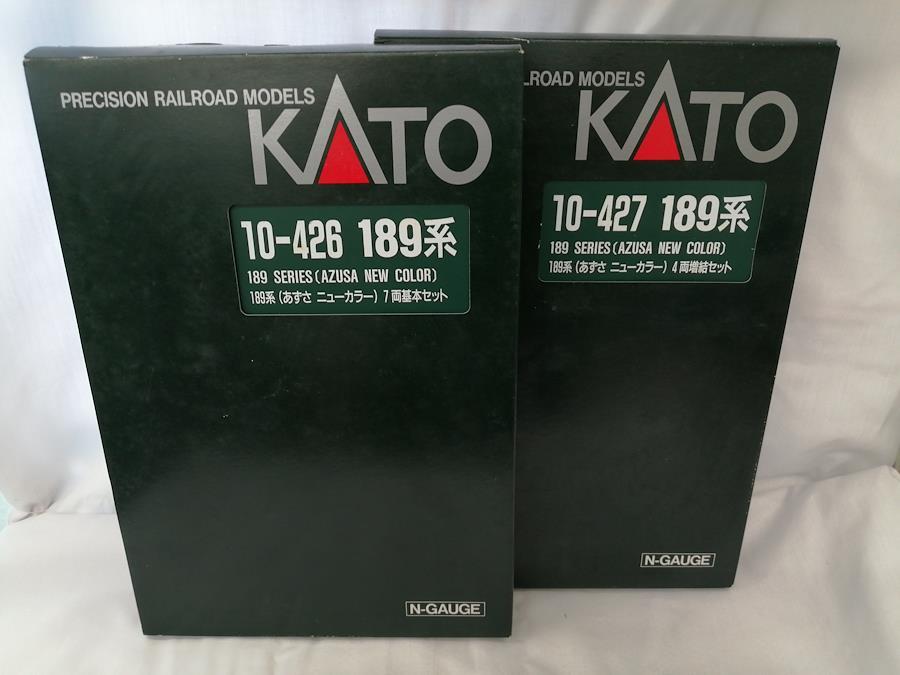 PRECISION RAILROAD MODELS
KATO
10-426 189系
189 SERIES(AZUSA NEW COLOR)
189系(あずさ ニューカラー) 7両基本セット
N-GAUGE
LROAD MODELS
KATO
10-427 189系
189 SERIES(AZUSA NEW COLOR)
189系(あずさ ニューカラー) 4両増結セット
N-GAUGE